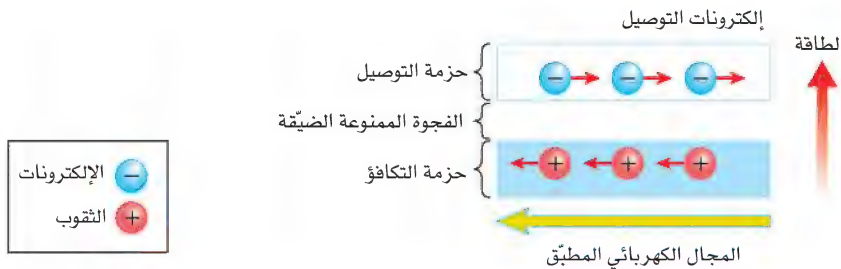 إلكترونات التوصيل
لطاقة
حزمة التوصيل
الفجوة الممنوعة الضيّقة
حزمة التكافؤ
المجال الكهربائي المطبّق
الإلكترونات
الثقوب